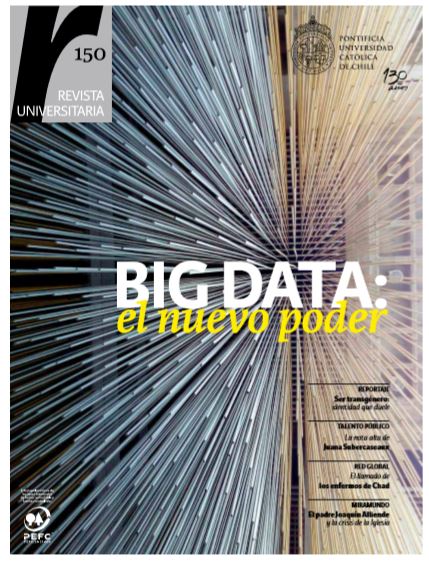 r
150
REVISTA
UNIVERSITARIA
PONTIFICIA
UNIVERSIDAD
CATÓLICA
DE CHILE
130
años
BIG DATA:
el nuevo poder
REPORTAJE
Ser transgénero:
identidad que duele
TALENTO PÚBLICO
La nota alta de
Juana Subercaseaux
RED GLOBAL
El llamado de
los enfermos de Chad
MIRAMUNDO
El padre Joaquín Alliende
y la crisis de la Iglesia
PEFC